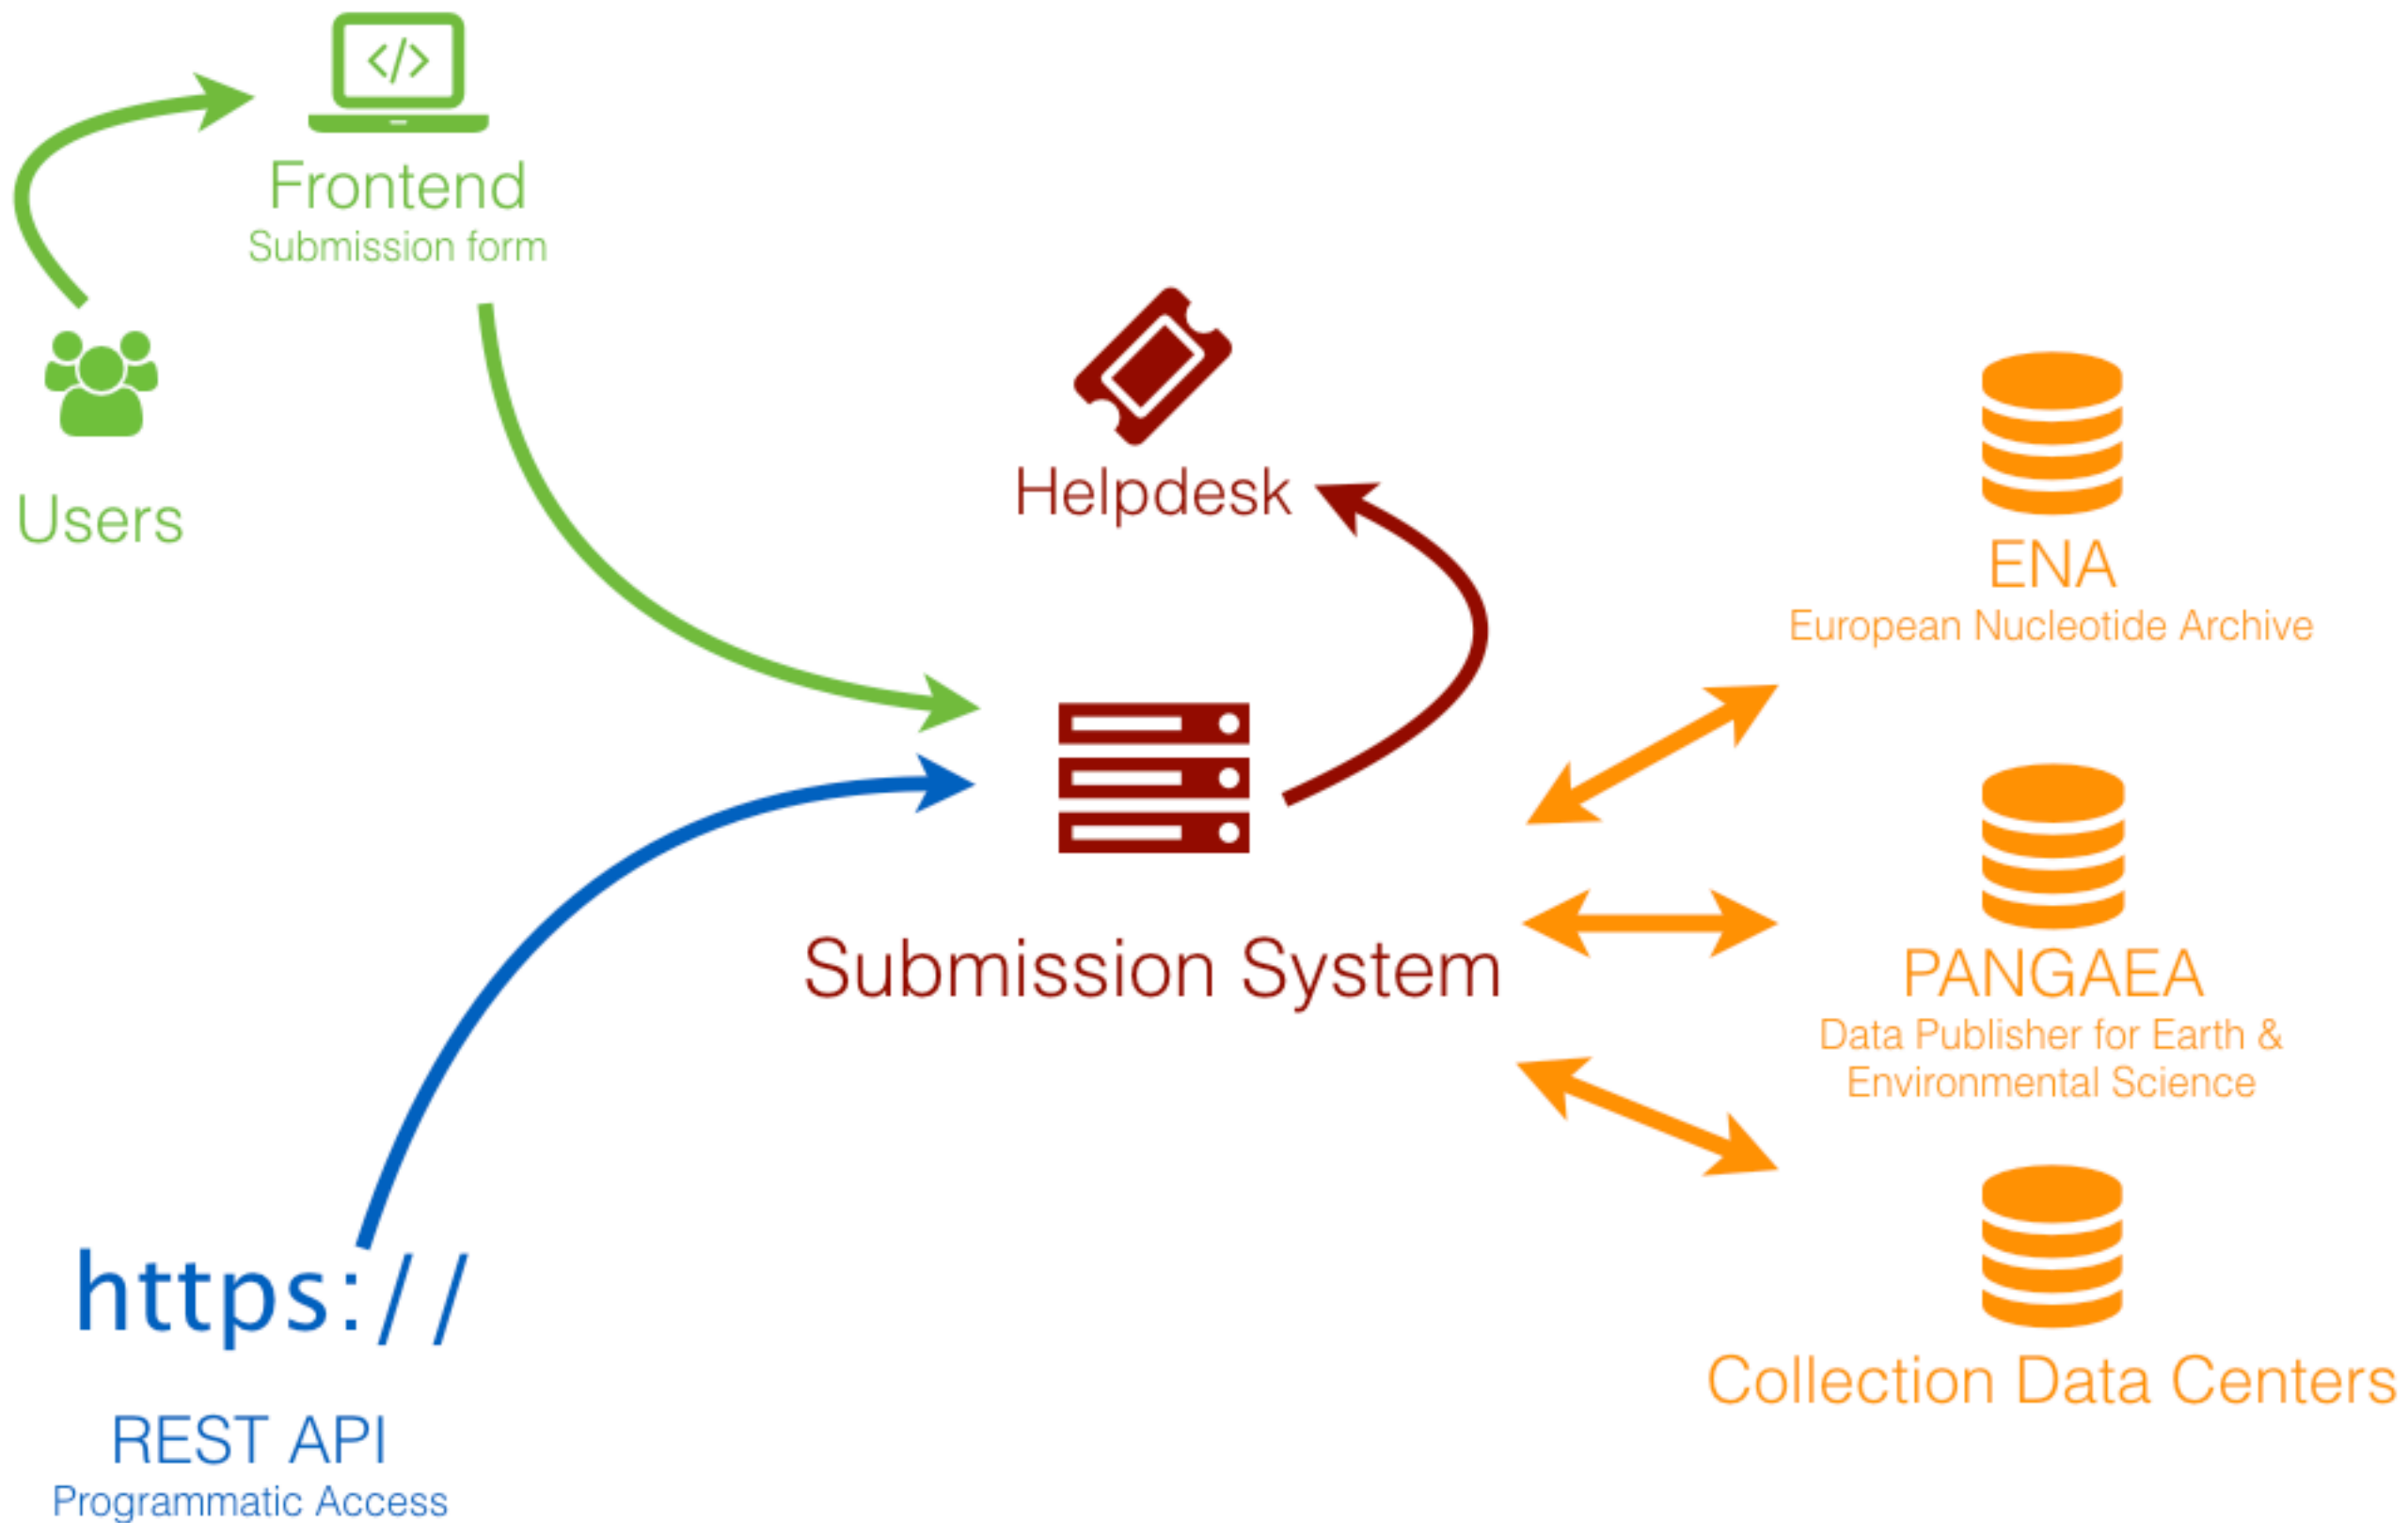 </>
Frontend
Submission form
Users
Helpdesk
Submission System
https://
REST API
Programmatic Access
ENA
European Nucleotide Archive
PANGAEA
Data Publisher for Earth &
Environmental Science
Collection Data Centers